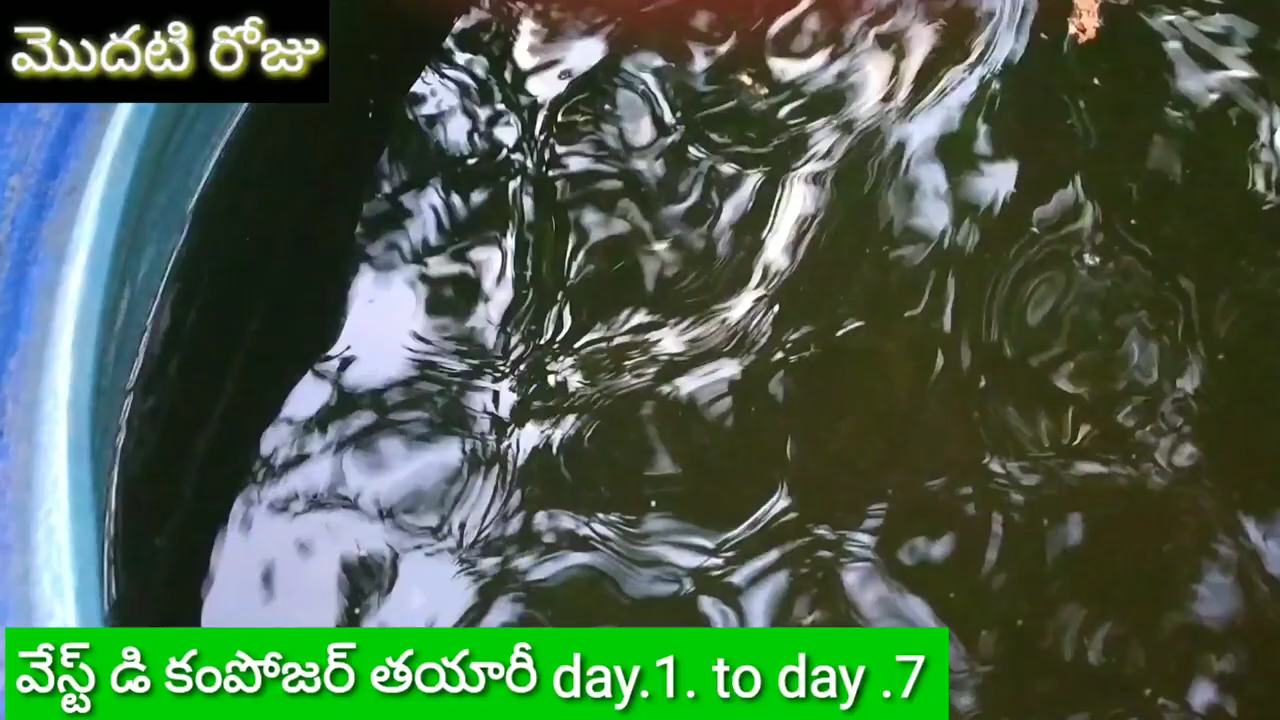 మొదటి రోజు
వేస్ట్ డి కంపోజర్ తయారీ day.1. to day .7